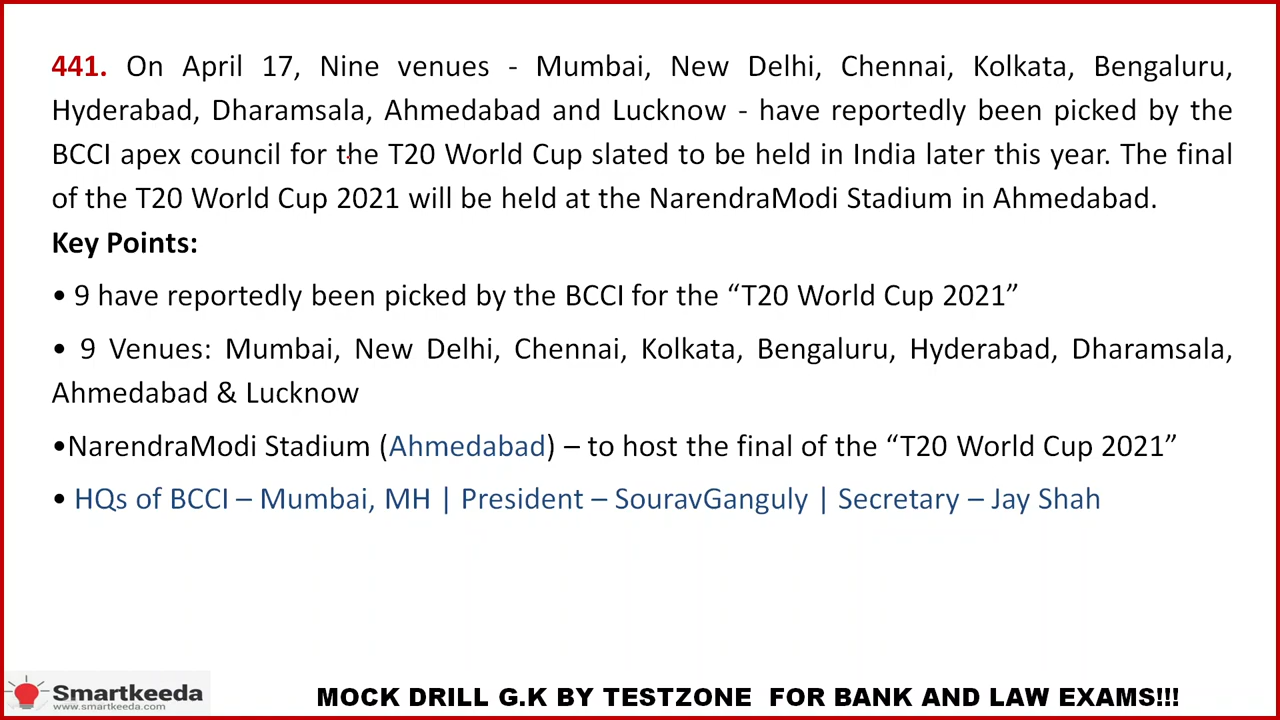 441. On April 17, Nine venues - Mumbai, New Delhi, Chennai, Kolkata, Bengaluru,
Hyderabad, Dharamsala, Ahmedabad and Lucknow - have reportedly been picked by the
BCCI apex council for the T20 World Cup slated to be held in India later this year. The final
of the T20 World Cup 2021 will be held at the NarendraModi Stadium in Ahmedabad.
Key Points:
• 9 have reportedly been picked by the BCCI for the “T20 World Cup 2021”
• 9 Venues: Mumbai, New Delhi, Chennai, Kolkata, Bengaluru, Hyderabad, Dharamsala,
Ahmedabad & Lucknow
•NarendraModi Stadium (Ahmedabad) – to host the final of the “T20 World Cup 2021”
• HQs of BCCI – Mumbai, MH | President – SouravGanguly | Secretary – Jay Shah
Smartkeeda
www.smartkeeda.com
MOCK DRILL G.K BY TESTZONE FOR BANK AND LAW EXAMS!!!